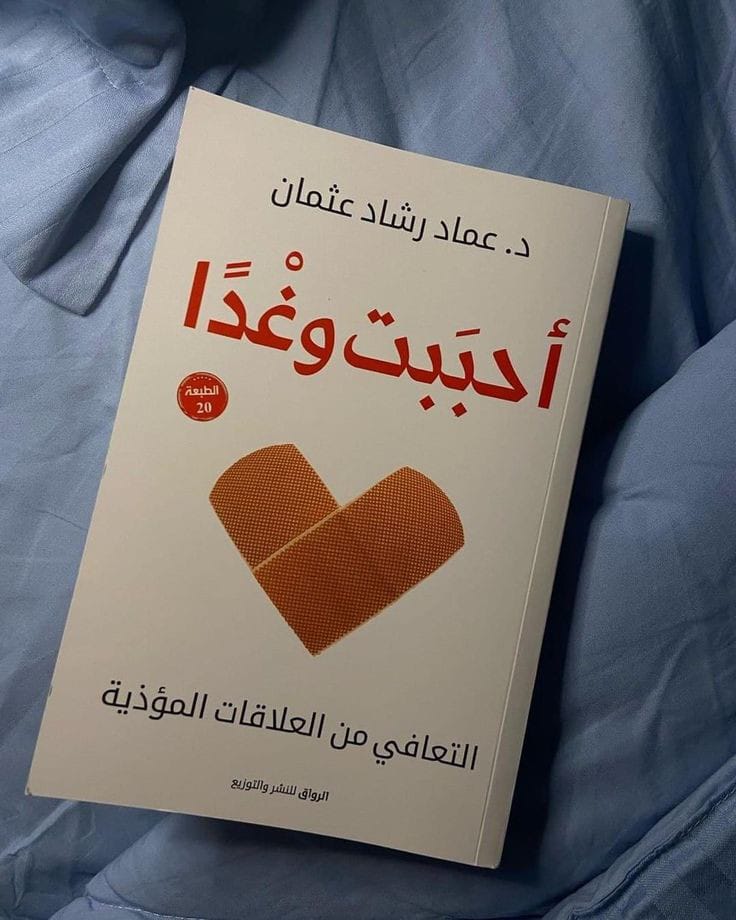 د. عماد رشاد عثمان
أحبَبت وغْدًا
الطبعة
20
التعافي من العلاقات المؤذية
الرواق للنشر والتوزيع